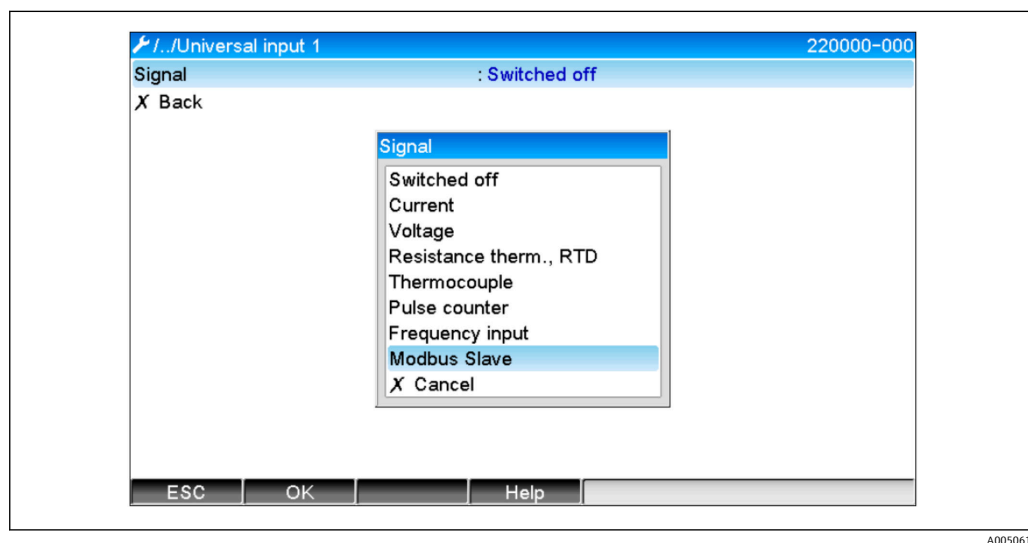 /../Universal input 1 220000-000
Signal : Switched off
X Back
Signal
Switched off
Current
Voltage
Resistance therm., RTD
Thermocouple
Pulse counter
Frequency input
Modbus Slave
X Cancel
ESC OK Help
A005061